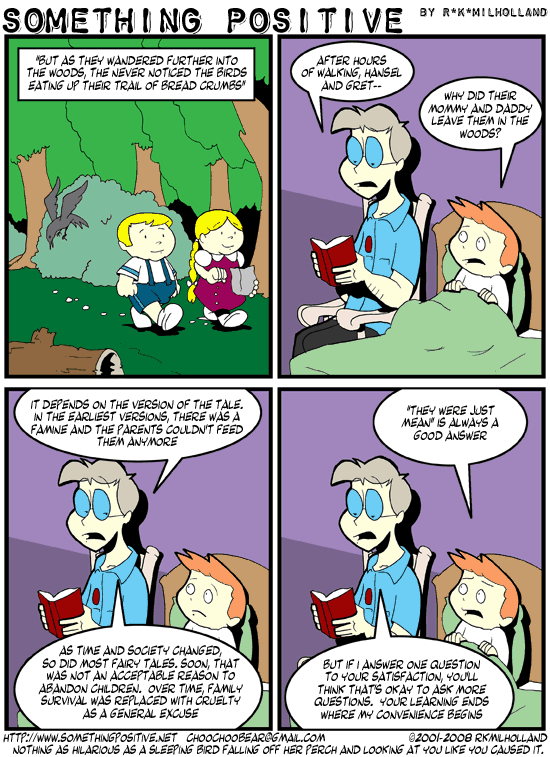 SOMETHING POSITIVE BY R*K*MILHOLLAND
"BUT AS THEY WANDERED FURTHER INTO
THE WOODS, THE NEVER NOTICED THE BIRDS
EATING UP THEIR TRAIL OF BREAD CRUMBS"
AFTER HOURS
OF WALKING, HANSEL
AND GRET--
WHY DID THEIR
MOMMY AND DADDY
LEAVE THEM IN THE
WOODS?
IT DEPENDS ON THE VERSION OF THE TALE.
IN THE EARLIEST VERSIONS, THERE WAS A
FAMINE AND THE PARENTS COULDN'T FEED
THEM ANYMORE
AS TIME AND SOCIETY CHANGED,
SO DID MOST FAIRY TALES. SOON, THAT
WAS NOT AN ACCEPTABLE REASON TO
ABANDON CHILDREN. OVER TIME, FAMILY
SURVIVAL WAS REPLACED WITH CRUELTY
AS A GENERAL EXCUSE
"THEY WERE JUST
MEAN" IS ALWAYS A
GOOD ANSWER
BUT IF I ANSWER ONE QUESTION
TO YOUR SATISFACTION, YOU'LL
THINK THAT'S OKAY TO ASK MORE
QUESTIONS. YOUR LEARNING ENDS
WHERE MY CONVENIENCE BEGINS
HTTP://WWW.SOMETHINGPOSITIVE.NET CHOOCHOOBEAR@GMAIL.COM ©2001-2008 RKMILHOLLAND
NOTHING AS HILARIOUS AS A SLEEPING BIRD FALLING OFF HER PERCH AND LOOKING AT YOU LIKE YOU CAUSED IT.